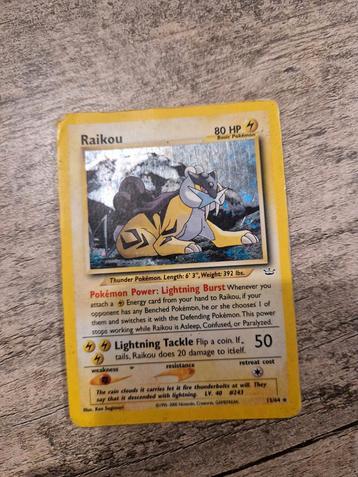 Raikou
80 HP
Basic Pokémon
Thunder Pokémon. Length: 6' 3", Weight: 392 lbs.
Pokémon Power: Lightning Burst Whenever you
attach a Energy card from your hand to Raikou, if your
opponent has any Benched Pokémon, he or she chooses 1 of
them and switches it with the Defending Pokémon. This power
stops working while Raikou is Asleep, Confused, or Paralyzed.
Lightning Tackle Flip a coin. If
tails, Raikou does 20 damage to itself.
50
weakness
resistance
retreat cost
The rain clouds it carries let it fire thunderbolts at will. They
say that it descended with lightning. LV. 40 #243
Illus. Ken Sugimori
©1995, 2000 Nintendo, Creatures, GAMEFREAK.
13/64 ★